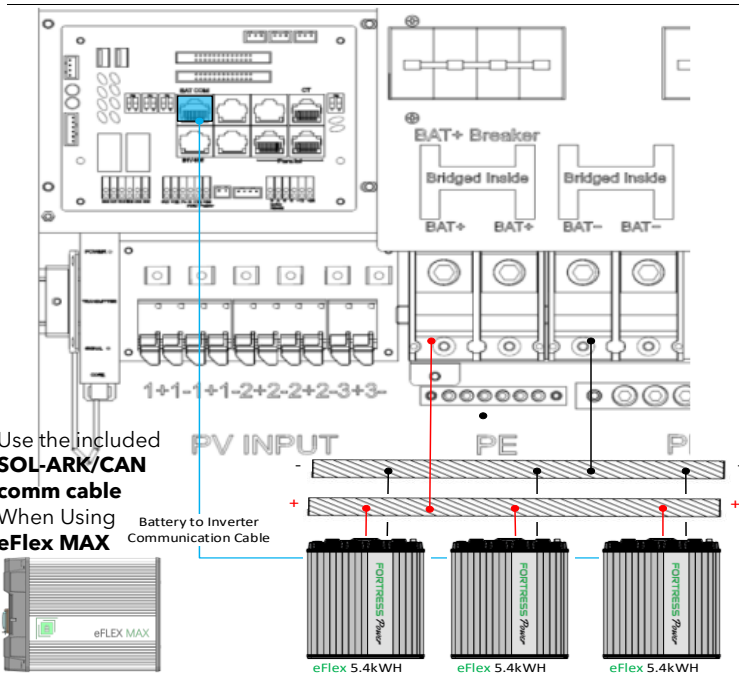 BAT COM
CT
Parallel
BAT+ Breaker
Bridged Inside
Bridged Inside
BAT+
BAT+
BAT-
BAT-
1+1-1+1-2+2-2+2-3+3-
PV INPUT
PE
-
-
+
+
Use the included
SOL-ARK/CAN
comm cable
When Using
eFlex MAX
Battery to Inverter
Communication Cable
eFLEX MAX
FORTRESS Power
FORTRESS Power
FORTRESS Power
eFlex 5.4kWH
eFlex 5.4kWH
eFlex 5.4kWH